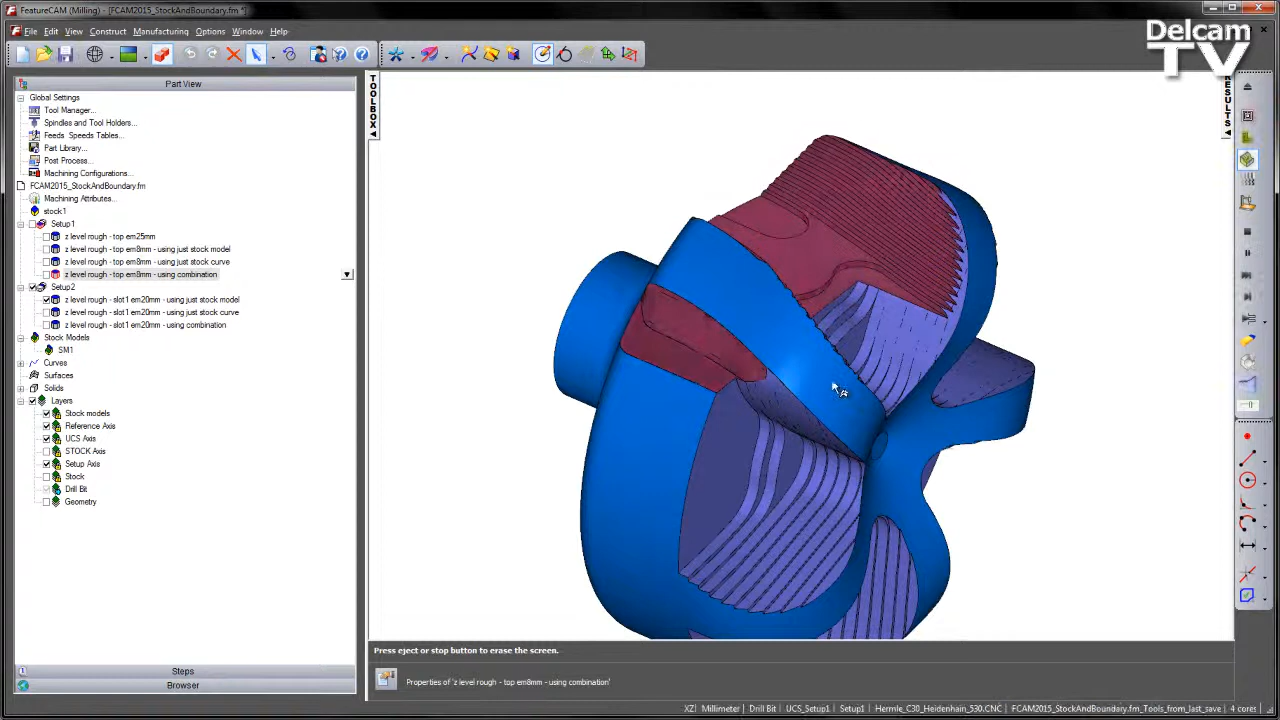 FeatureCAM (Milling) - [FCAM2015_StockAndBoundary.fm *]
Delcam
TV
File Edit View Construct Manufacturing Options Window Help
Part View
TOOLBOX
RESULTS
Global Settings
Tool Manager...
Spindles and Tool Holders...
Feeds Speeds Tables...
Part Library...
Post Process...
Machining Configurations...
FCAM2015_StockAndBoundary.fm
Machining Attributes...
stock1
Setup1
z level rough - top em25mm
z level rough - top em8mm - using just stock model
z level rough - top em8mm - using just stock curve
z level rough - top em8mm - using combination
Setup2
z level rough - slot1 em20mm - using just stock model
z level rough - slot1 em20mm - using just stock curve
z level rough - slot1 em20mm - using combination
Stock Models
SM1
Curves
Surfaces
Solids
Layers
Stock models
Reference Axis
UCS Axis
STOCK Axis
Setup Axis
Stock
Drill Bit
Geometry
Press eject or stop button to erase the screen.
Steps
Properties of 'z level rough - top em8mm - using combination'
Browser
XZ Millimeter Drill Bit UCS_Setup1 Setup1 Hermle_C30_Heidenhain_530.CNC FCAM2015_StockAndBoundary.fm_Tools_from_last_save 4 cores